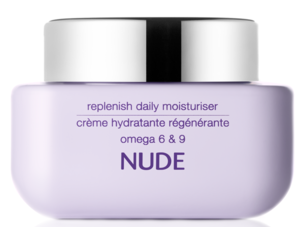 replenish daily moisturiser
crème hydratante régénérante
omega 6 & 9
NUDE